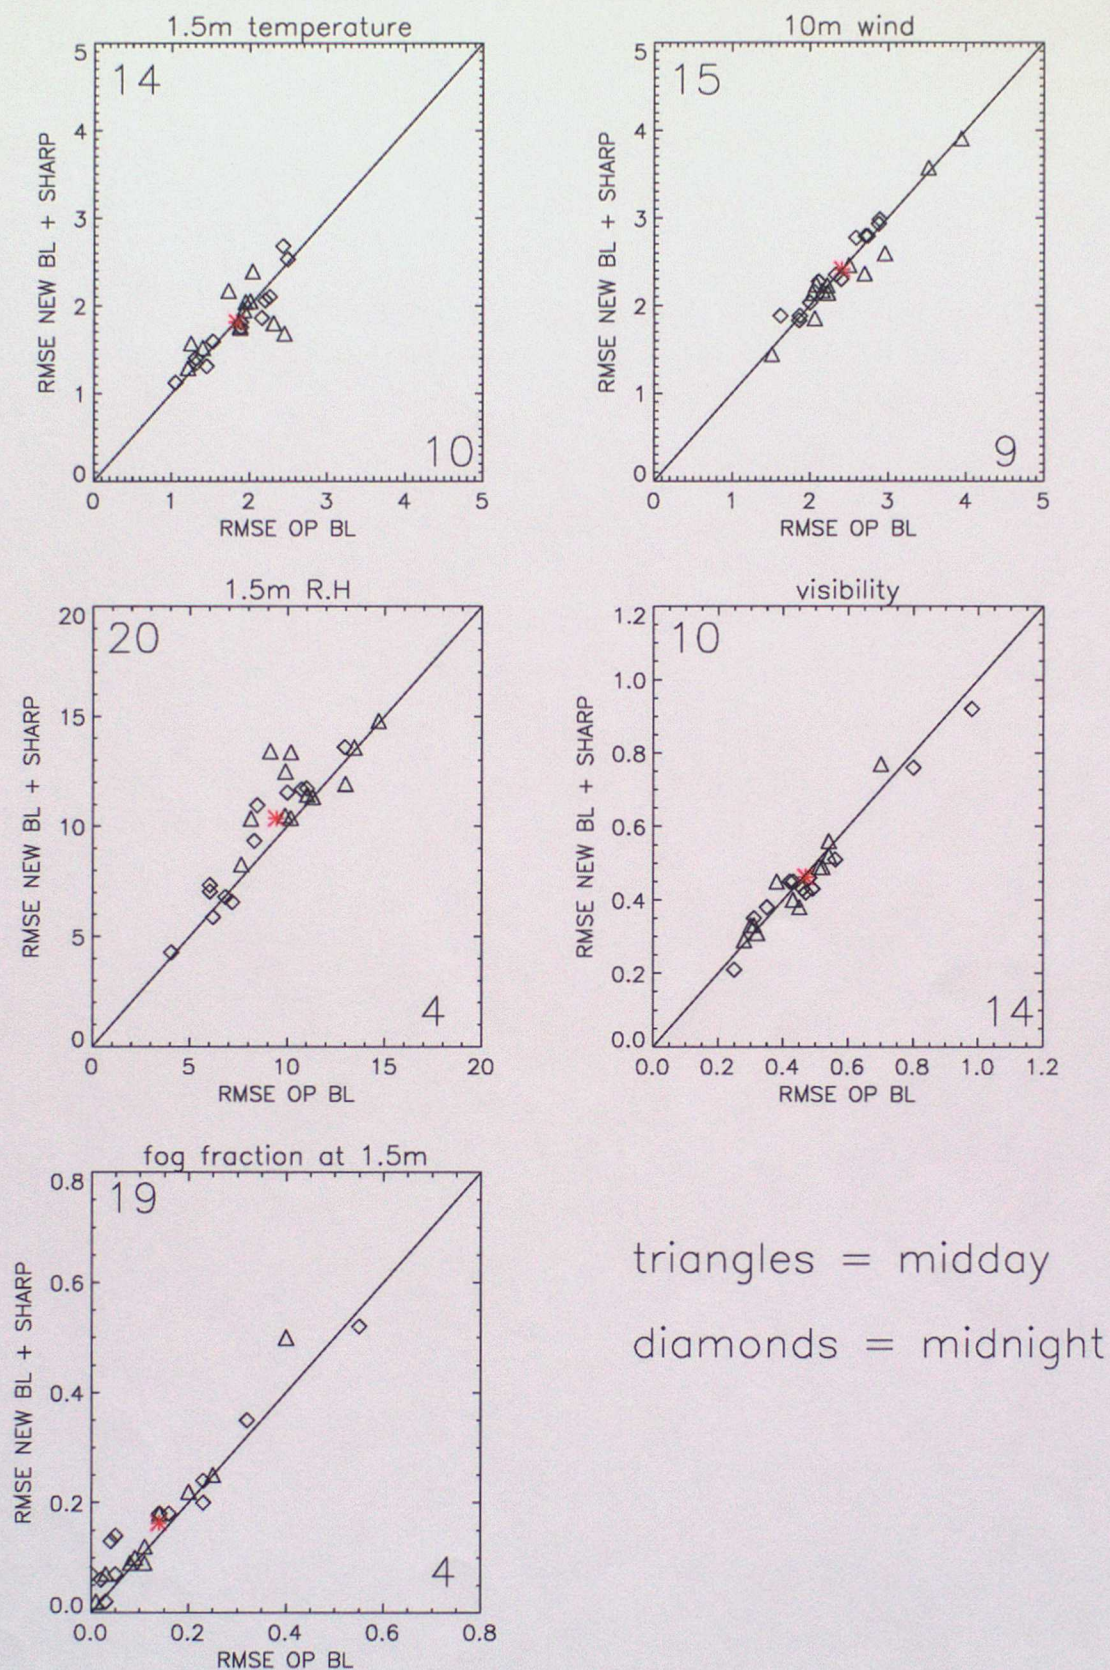 1.5m temperature
14
10
5
4
3
2
1
0
0 1 2 3 4 5
RMSE NEW BL + SHARP
RMSE OP BL
10m wind
15
9
5
4
3
2
1
0
0 1 2 3 4 5
RMSE NEW BL + SHARP
RMSE OP BL
1.5m R.H
20
4
20
15
10
5
0
0 5 10 15 20
RMSE NEW BL + SHARP
RMSE OP BL
visibility
10
14
1.2
1.0
0.8
0.6
0.4
0.2
0.0
0.0 0.2 0.4 0.6 0.8 1.0 1.2
RMSE NEW BL + SHARP
RMSE OP BL
fog fraction at 1.5m
19
4
0.8
0.6
0.4
0.2
0.0
0.0 0.2 0.4 0.6 0.8
RMSE NEW BL + SHARP
RMSE OP BL
triangles = midday
diamonds = midnight